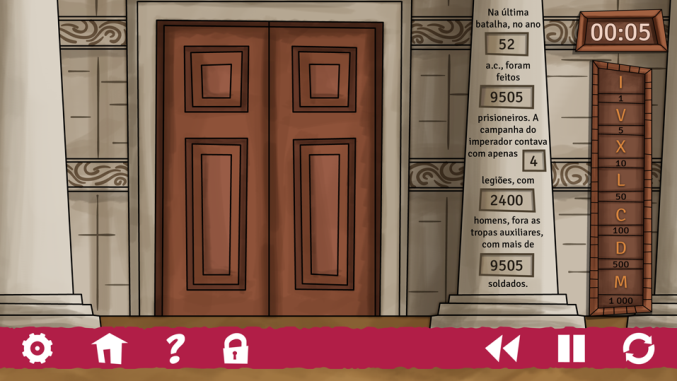 Na última
batalha, no ano
52
a.c., foram
feitos
9505
prisioneiros. A
campanha do
imperador contava
com apenas 4
legiões, com
2400
homens, fora as
tropas auxiliares,
com mais de
9505
soldados.
00:05
I
1
V
5
X
10
L
50
C
100
D
500
M
1 000
?